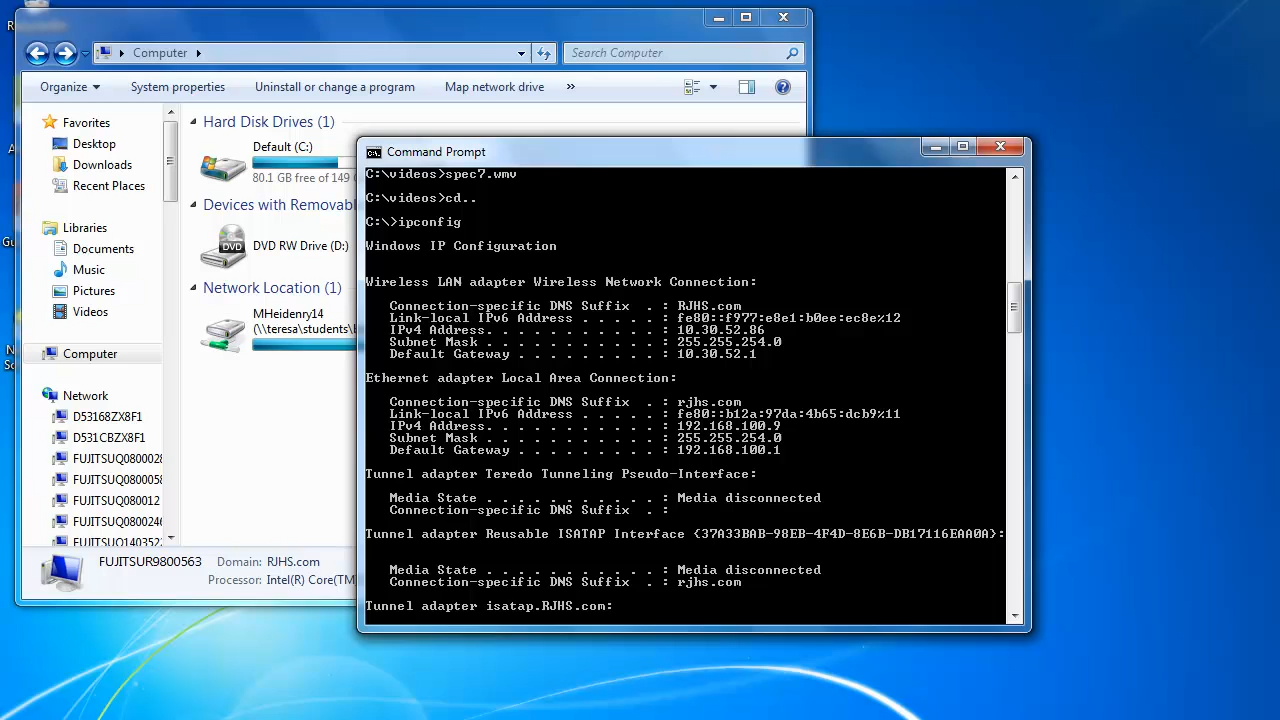 Computer
Search Computer
Organize
System properties
Uninstall or change a program
Map network drive
»
Favorites
Desktop
Downloads
Recent Places
Libraries
Documents
Music
Pictures
Videos
Computer
Network
D53168ZX8F1
D531CBZX8F1
FUJITSUQ0800028
FUJITSUQ0800058
FUJITSUQ080012
FUJITSUQ0800246
FUJITSUQ1403522
Hard Disk Drives (1)
Default (C:)
80.1 GB free of 149
Devices with Removabl
DVD
DVD RW Drive (D:)
Network Location (1)
MHeidenry14
(\\teresa\students\
FUJITSUR9800563
Domain: RJHS.com
Processor: Intel(R) Core(TM)
Command Prompt
C:\videos>spec7.wmv
C:\videos>cd..
C:\>ipconfig
Windows IP Configuration
Wireless LAN adapter Wireless Network Connection:
Connection-specific DNS Suffix  . : RJHS.com
Link-local IPv6 Address . . . . . : fe80::f977:e8e1:b0ee:ec8e%12
IPv4 Address. . . . . . . . . . . : 10.30.52.86
Subnet Mask . . . . . . . . . . . : 255.255.254.0
Default Gateway . . . . . . . . . : 10.30.52.1
Ethernet adapter Local Area Connection:
Connection-specific DNS Suffix  . : rjhs.com
Link-local IPv6 Address . . . . . : fe80::b12a:97da:4b65:dcb9%11
IPv4 Address. . . . . . . . . . . : 192.168.100.9
Subnet Mask . . . . . . . . . . . : 255.255.254.0
Default Gateway . . . . . . . . . : 192.168.100.1
Tunnel adapter Teredo Tunneling Pseudo-Interface:
Media State . . . . . . . . . . . : Media disconnected
Connection-specific DNS Suffix  . :
Tunnel adapter Reusable ISATAP Interface {37A33BAB-98EB-4F4D-8E6B-DB17116EAA0A}:
Media State . . . . . . . . . . . : Media disconnected
Connection-specific DNS Suffix  . : rjhs.com
Tunnel adapter isatap.RJHS.com: